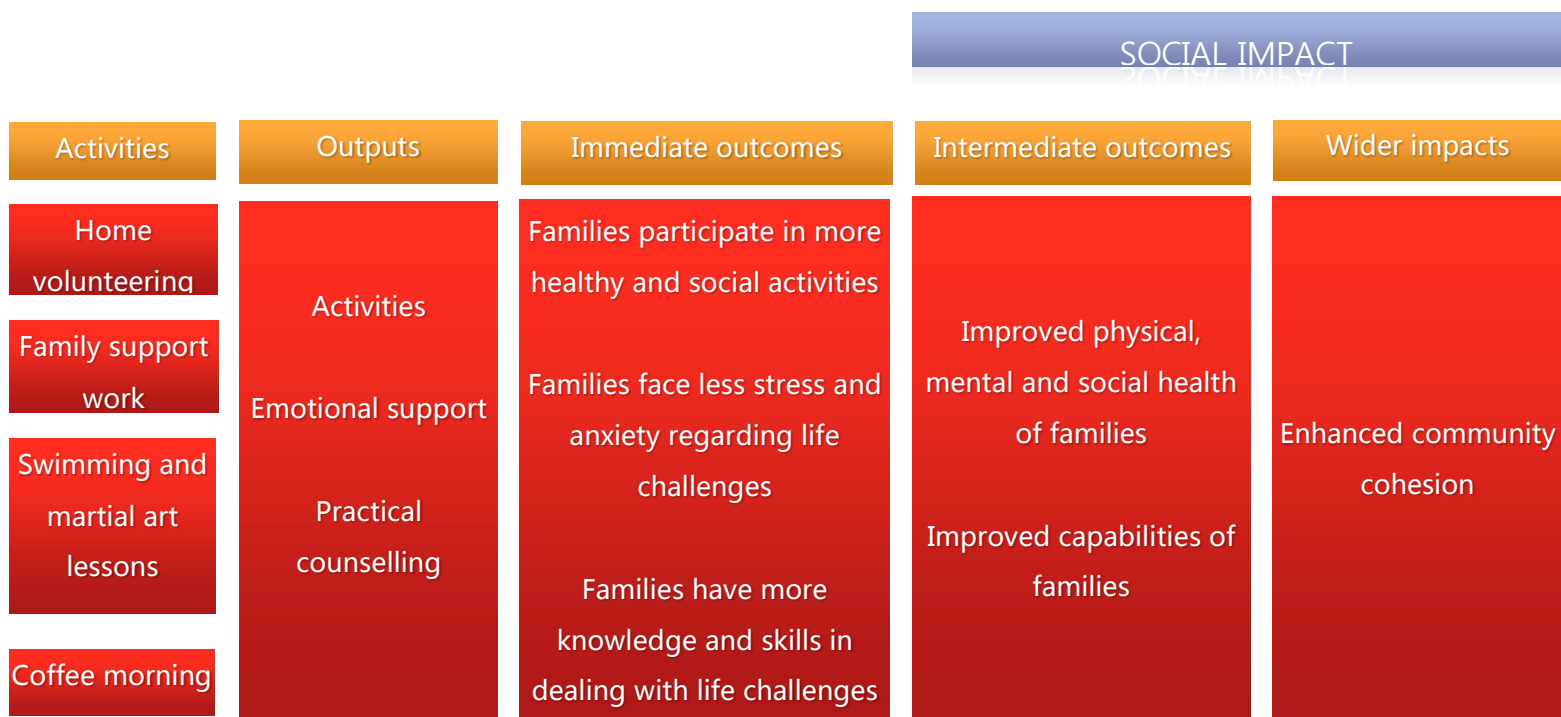 SOCIAL IMPACT
Activities
Outputs
Immediate outcomes
Intermediate outcomes
Wider impacts
Home
volunteering
Family support
work
Swimming and
martial art
lessons
Coffee morning
Activities
Emotional support
Practical
counselling
Families participate in more
healthy and social activities
Families face less stress and
anxiety regarding life
challenges
Families have more
knowledge and skills in
dealing with life challenges
Improved physical,
mental and social health
of families
Improved capabilities of
families
Enhanced community
cohesion